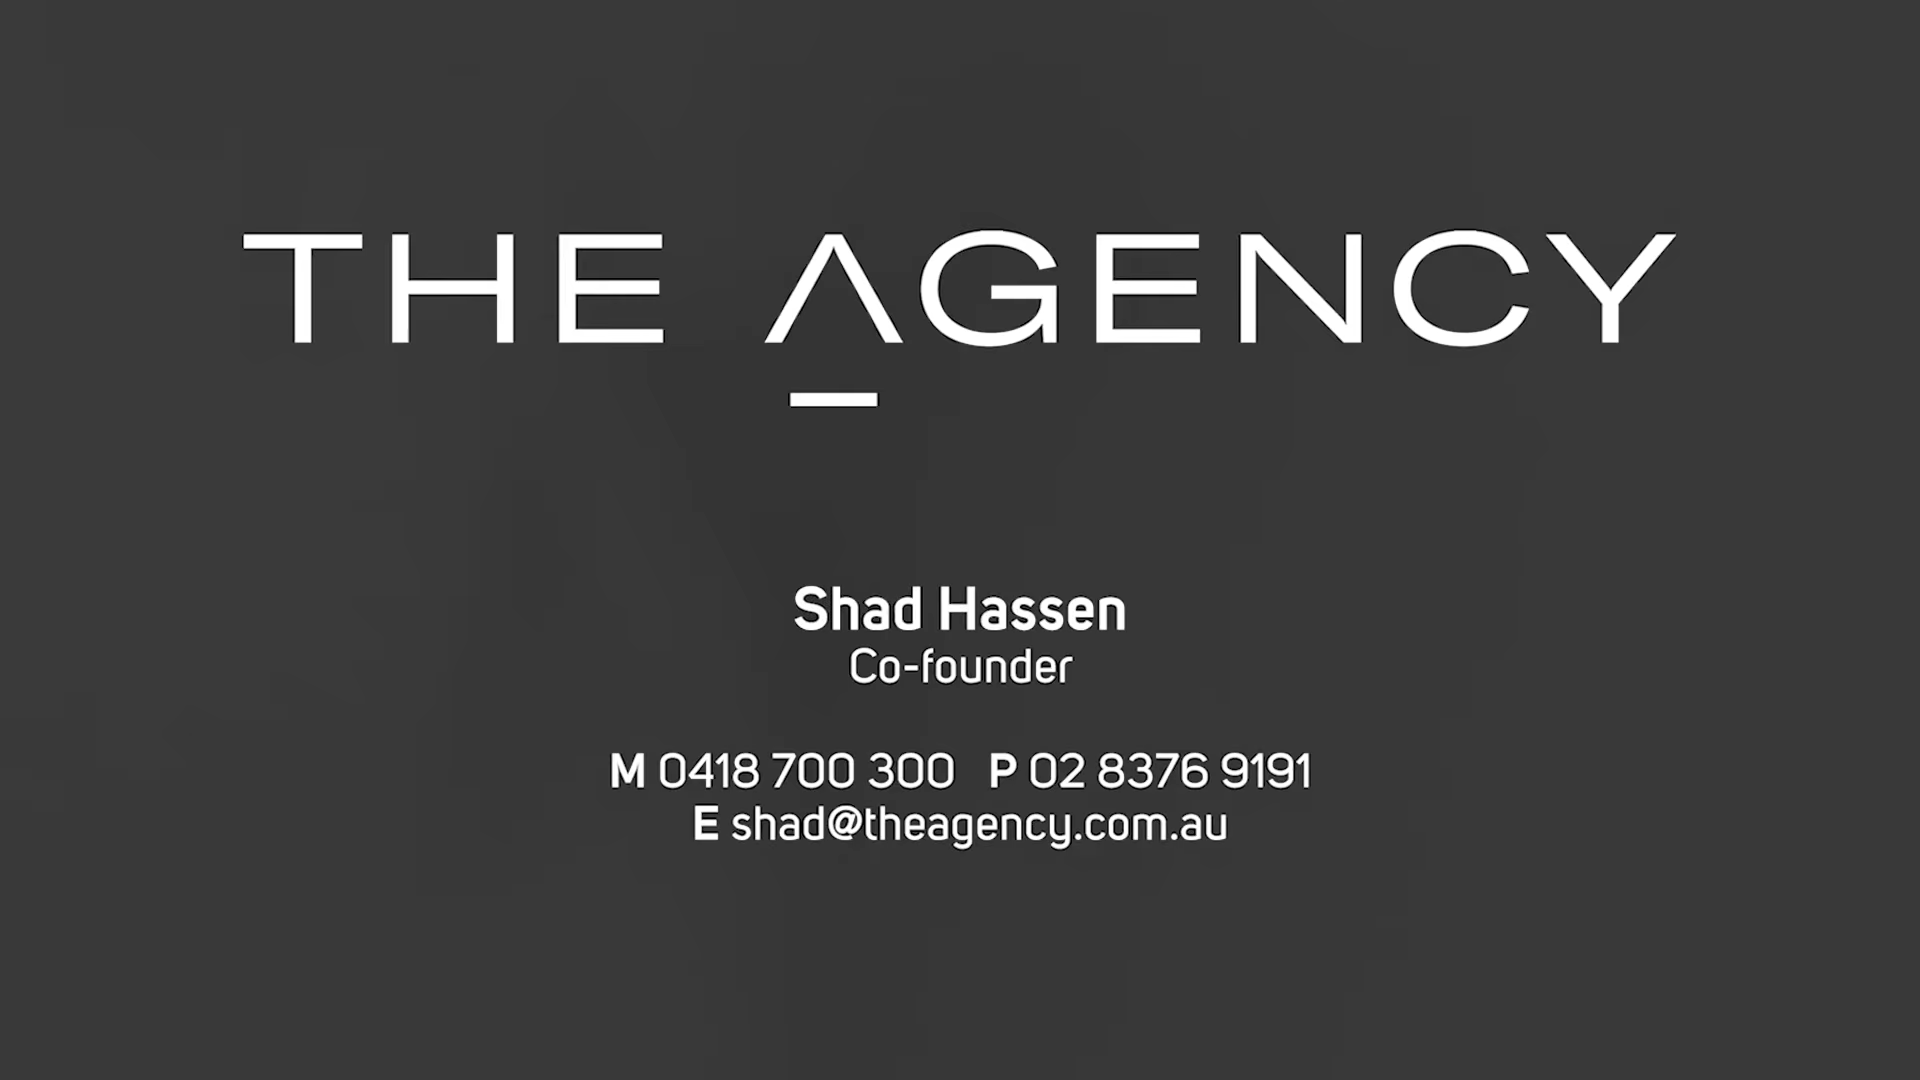 THE AGENCY
Shad Hassen
Co-founder
M 0418 700 300 P 02 8376 9191
E shad@theagency.com.au